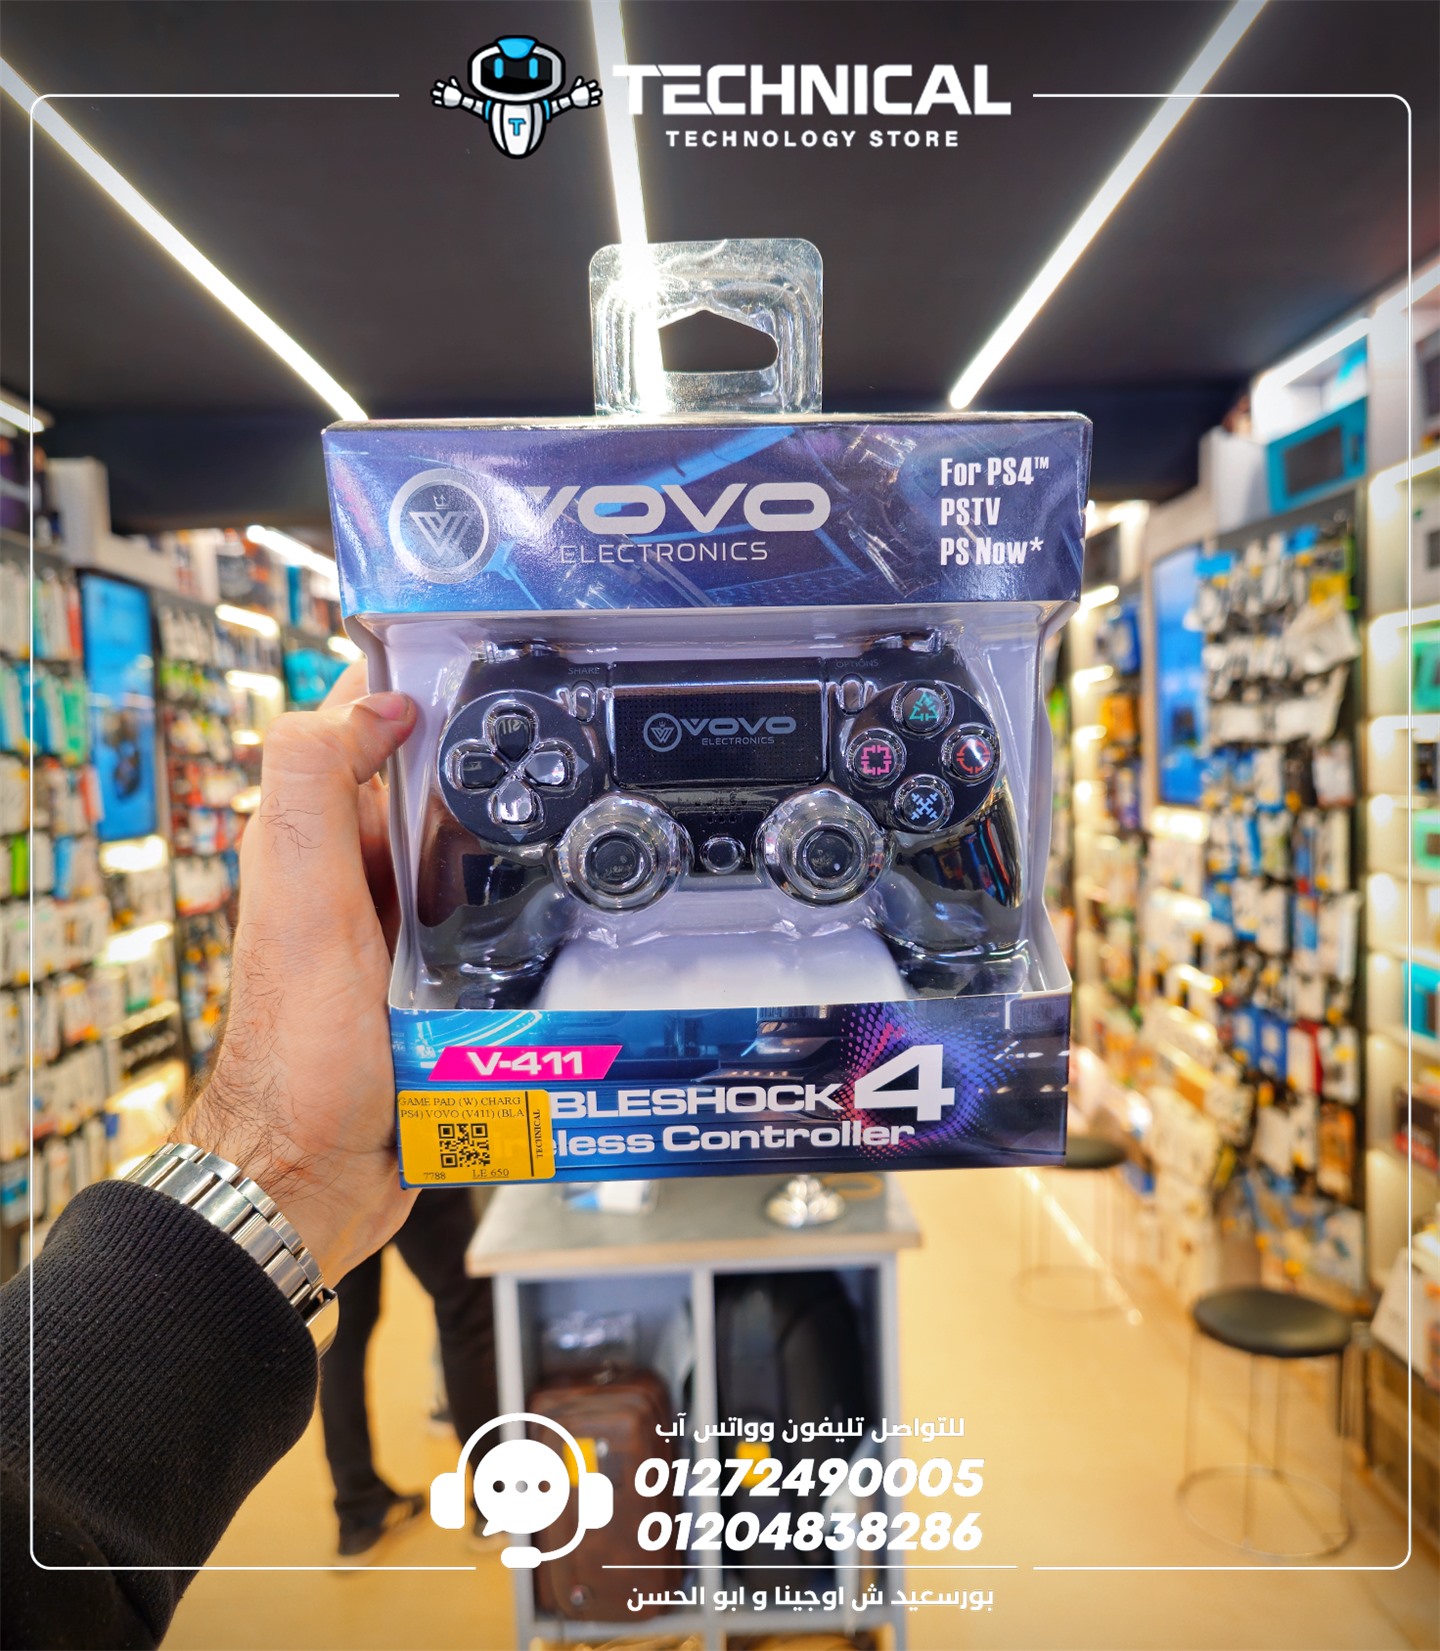 TECHNICAL
TECHNOLOGY STORE
VOVO
ELECTRONICS
For PS4™
PSTV
PS Now*
SHARE
OPTIONS
VOVO
ELECTRONICS
V-411
BLESHOCK 4
less Controller
GAME PAD (W) CHARG
PS4) VOVO (V411) (BLA
TECHNICAL
7788 LE 650
للتواصل تليفون وواتس آب
01272490005
01204838286
بورسعيد ش اوجينا و ابو الحسن